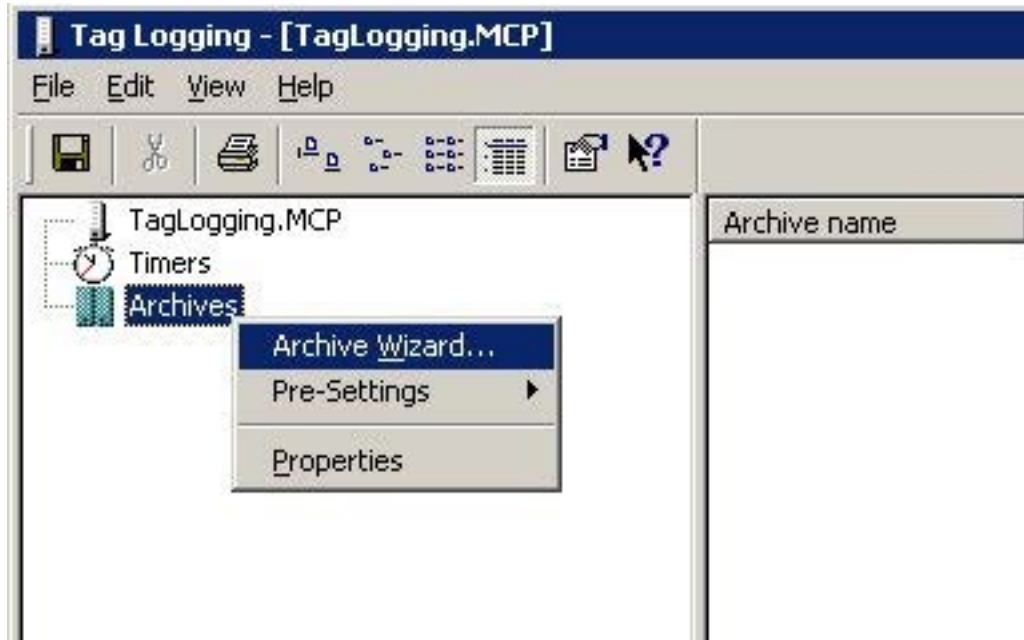 Tag Logging - [TagLogging.MCP]
File Edit View Help
TagLogging.MCP
Timers
Archives
Archive Wizard...
Pre-Settings
Properties
Archive name